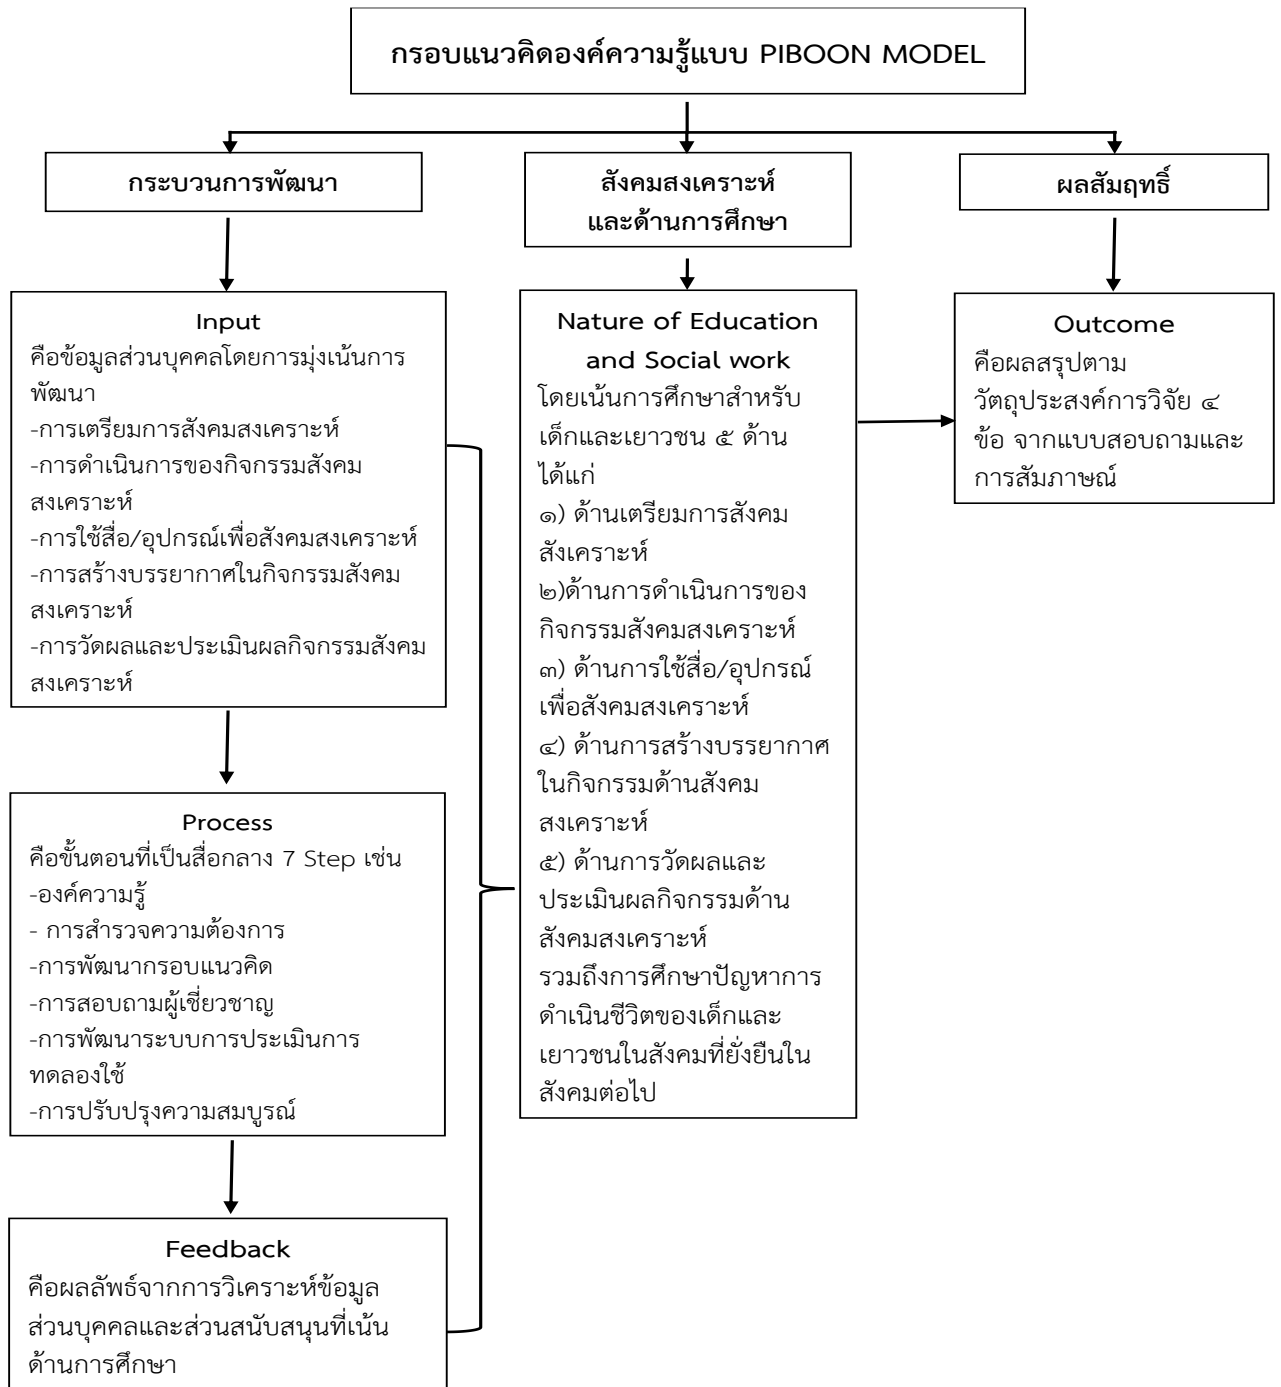 กรอบแนวคิดองค์ความรู้แบบ PIBOON MODEL
กระบวนการพัฒนา
สังคมสงเคราะห์
และด้านการศึกษา
ผลสัมฤทธิ์
Input
คือข้อมูลส่วนบุคคลโดยการมุ่งเน้นการ
พัฒนา
-การเตรียมการสังคมสงเคราะห์
-การดำเนินการของกิจกรรมสังคม
สงเคราะห์
-การใช้สื่อ/อุปกรณ์เพื่อสังคมสงเคราะห์
-การสร้างบรรยากาศในกิจกรรมสังคม
สงเคราะห์
-การวัดผลและประเมินผลกิจกรรมสังคม
สงเคราะห์
Process
คือขั้นตอนที่เป็นสื่อกลาง 7 Step เช่น
-องค์ความรู้
- การสำรวจความต้องการ
-การพัฒนากรอบแนวคิด
-การสอบถามผู้เชี่ยวชาญ
-การพัฒนาระบบการประเมินการ
ทดลองใช้
-การปรับปรุงความสมบูรณ์
Feedback
คือผลลัพธ์จากการวิเคราะห์ข้อมูล
ส่วนบุคคลและส่วนสนับสนุนที่เน้น
ด้านการศึกษา
Nature of Education
and Social work
โดยเน้นการศึกษาสำหรับ
เด็กและเยาวชน ๕ ด้าน
ได้แก่
๑) ด้านเตรียมการสังคม
สังเคราะห์
๒)ด้านการดำเนินการของ
กิจกรรมสังคมสงเคราะห์
๓) ด้านการใช้สื่อ/อุปกรณ์
เพื่อสังคมสงเคราะห์
๔) ด้านการสร้างบรรยากาศ
ในกิจกรรมด้านสังคม
สงเคราะห์
๕) ด้านการวัดผลและ
ประเมินผลกิจกรรมด้าน
สังคมสงเคราะห์
รวมถึงการศึกษาปัญหาการ
ดำเนินชีวิตของเด็กและ
เยาวชนในสังคมที่ยั่งยืนใน
สังคมต่อไป
Outcome
คือผลสรุปตาม
วัตถุประสงค์การวิจัย ๔
ข้อ จากแบบสอบถามและ
การสัมภาษณ์